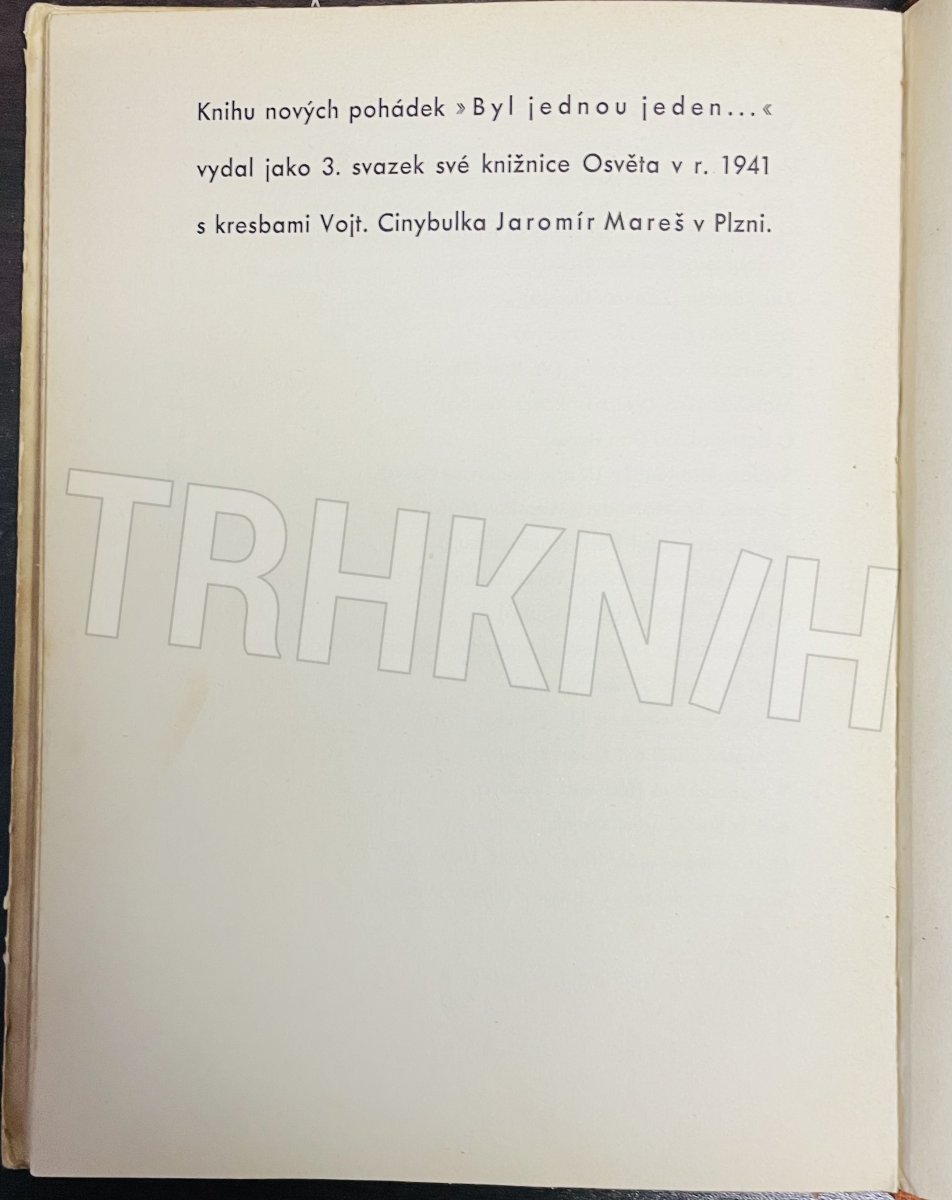 Knihu nových pohádek »Byl jednou jeden...«
vydal jako 3. svazek své knižnice Osvěta v r. 1941
s kresbami Vojt. Cinybulka Jaromír Mareš v Plzni.
TRHKN/H